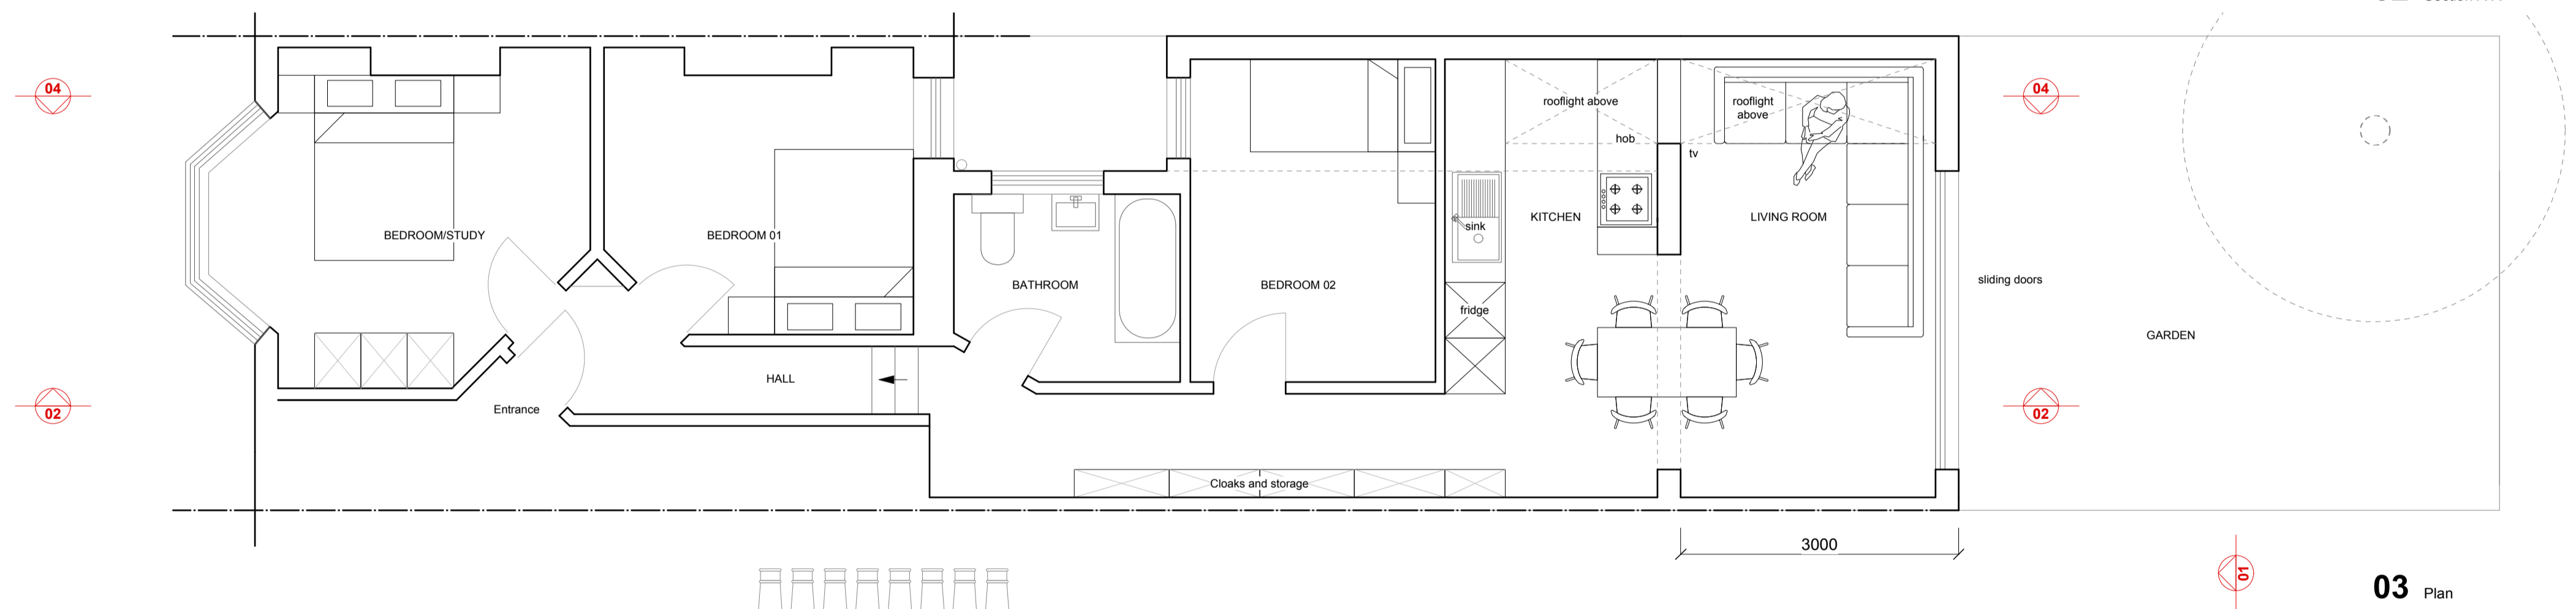 04
04
rooflight above
rooflight
above
hob
tv
BEDROOM/STUDY
BEDROOM 01
KITCHEN
LIVING ROOM
sink
BATHROOM
BEDROOM 02
sliding doors
fridge
GARDEN
HALL
Entrance
02
02
Cloaks and storage
3000
01
03 Plan